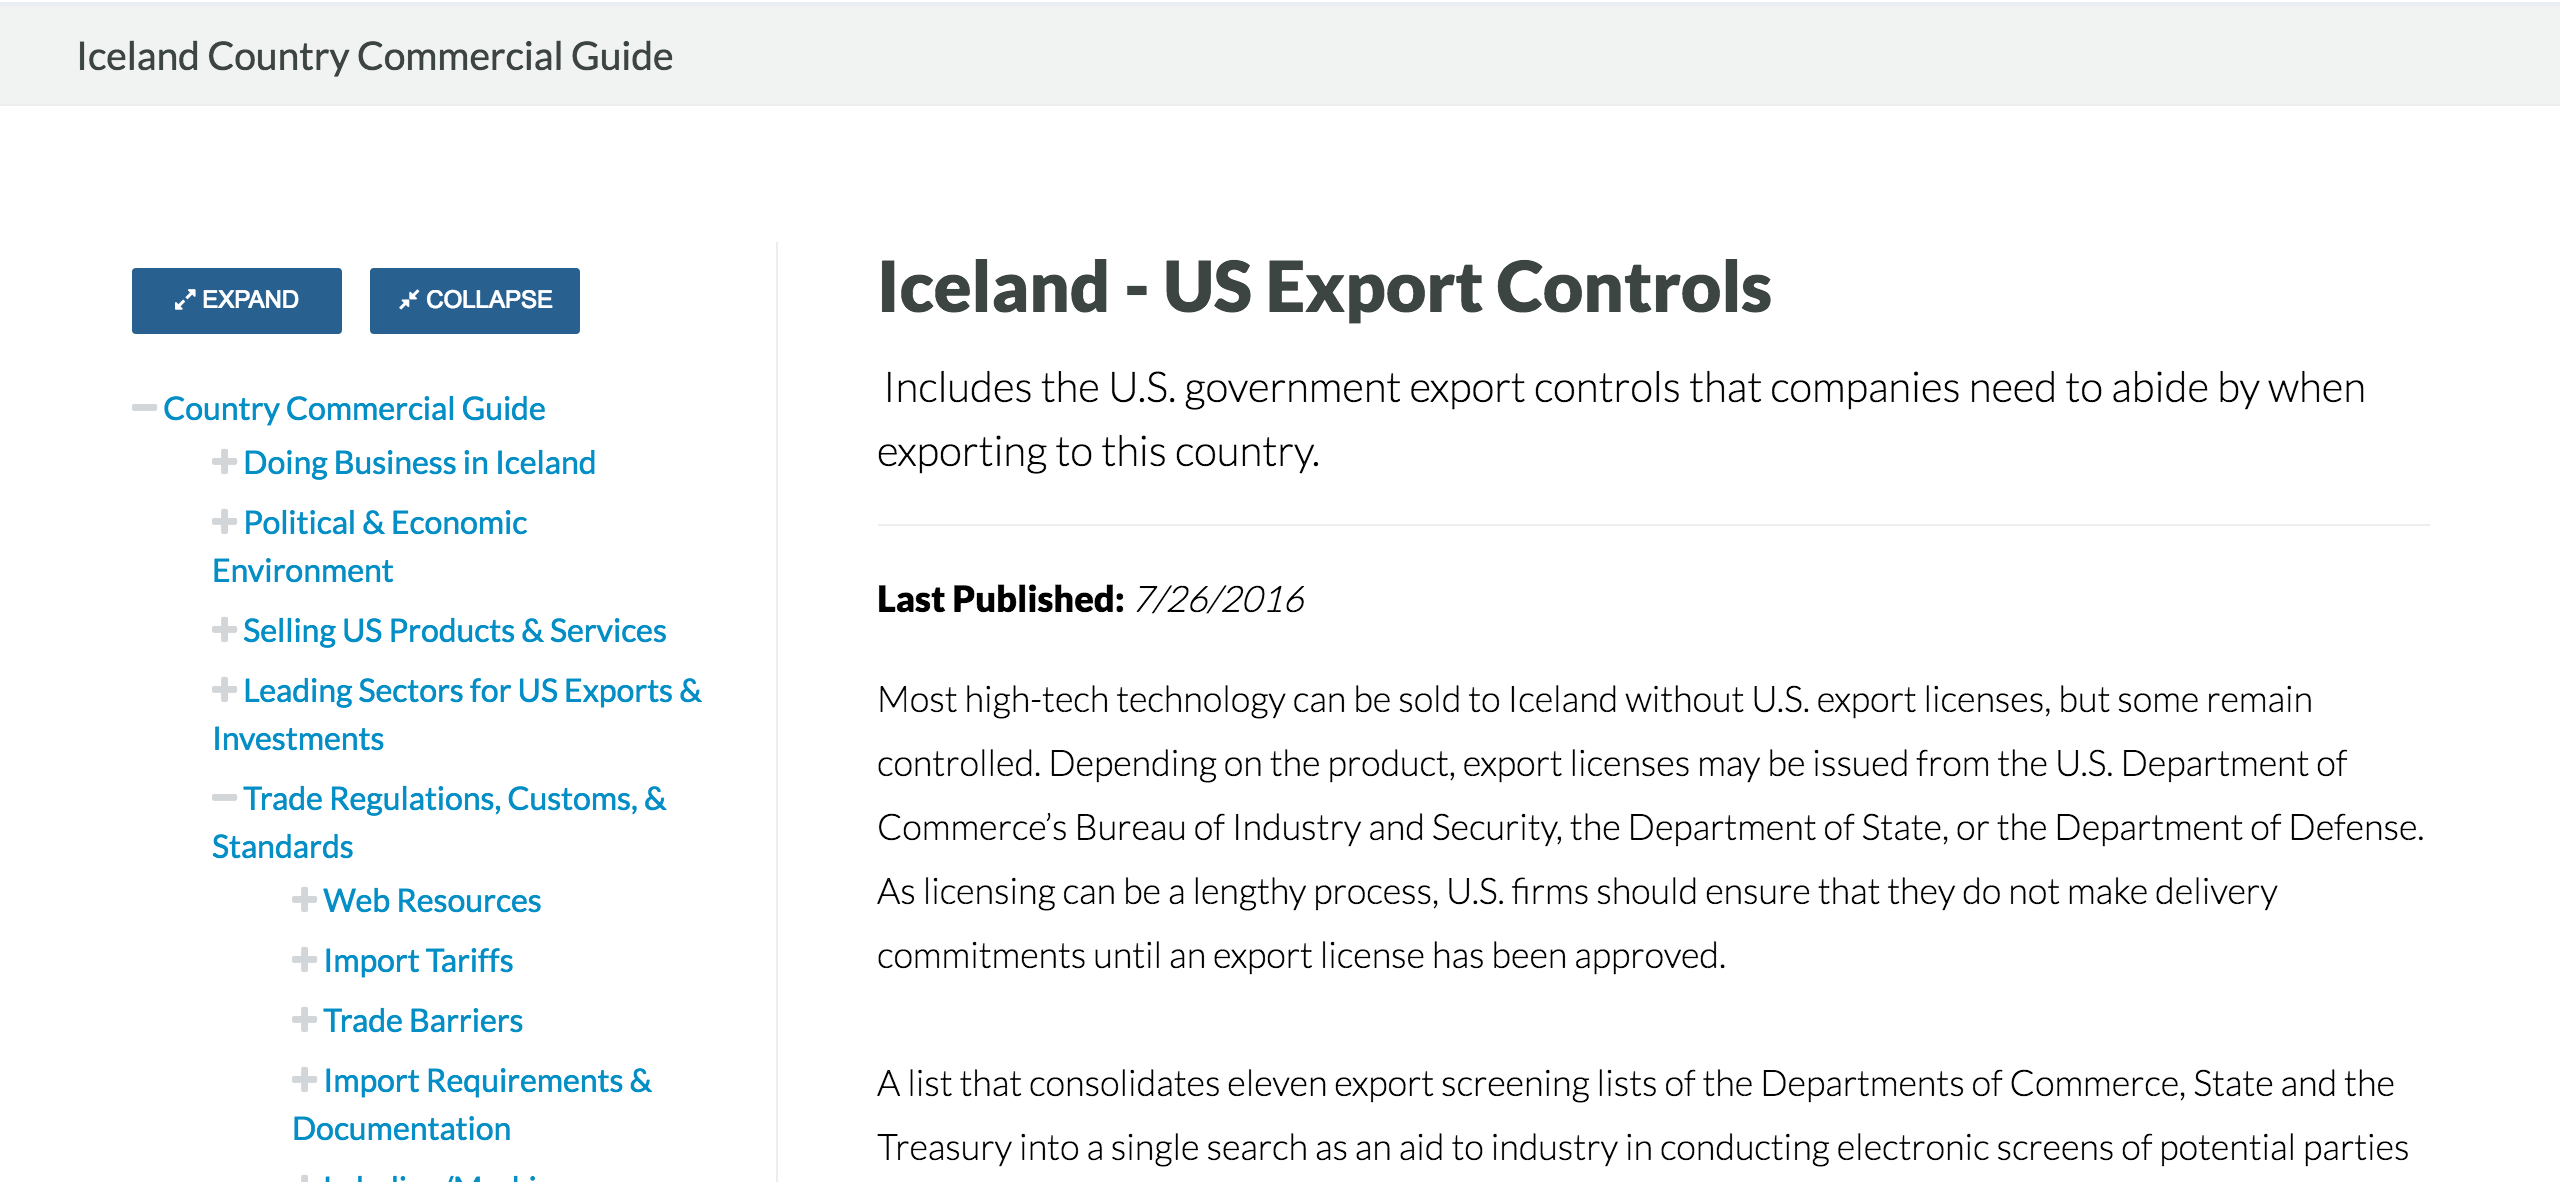 Iceland Country Commercial Guide
EXPAND
COLLAPSE
Country Commercial Guide
Doing Business in Iceland
Political & Economic
Environment
Selling US Products & Services
Leading Sectors for US Exports &
Investments
Trade Regulations, Customs, &
Standards
Web Resources
Import Tariffs
Trade Barriers
Import Requirements &
Documentation
Iceland - US Export Controls
Includes the U.S. government export controls that companies need to abide by when
exporting to this country.
Last Published: 7/26/2016
Most high-tech technology can be sold to Iceland without U.S. export licenses, but some remain
controlled. Depending on the product, export licenses may be issued from the U.S. Department of
Commerce’s Bureau of Industry and Security, the Department of State, or the Department of Defense.
As licensing can be a lengthy process, U.S. firms should ensure that they do not make delivery
commitments until an export license has been approved.
A list that consolidates eleven export screening lists of the Departments of Commerce, State and the
Treasury into a single search as an aid to industry in conducting electronic screens of potential parties